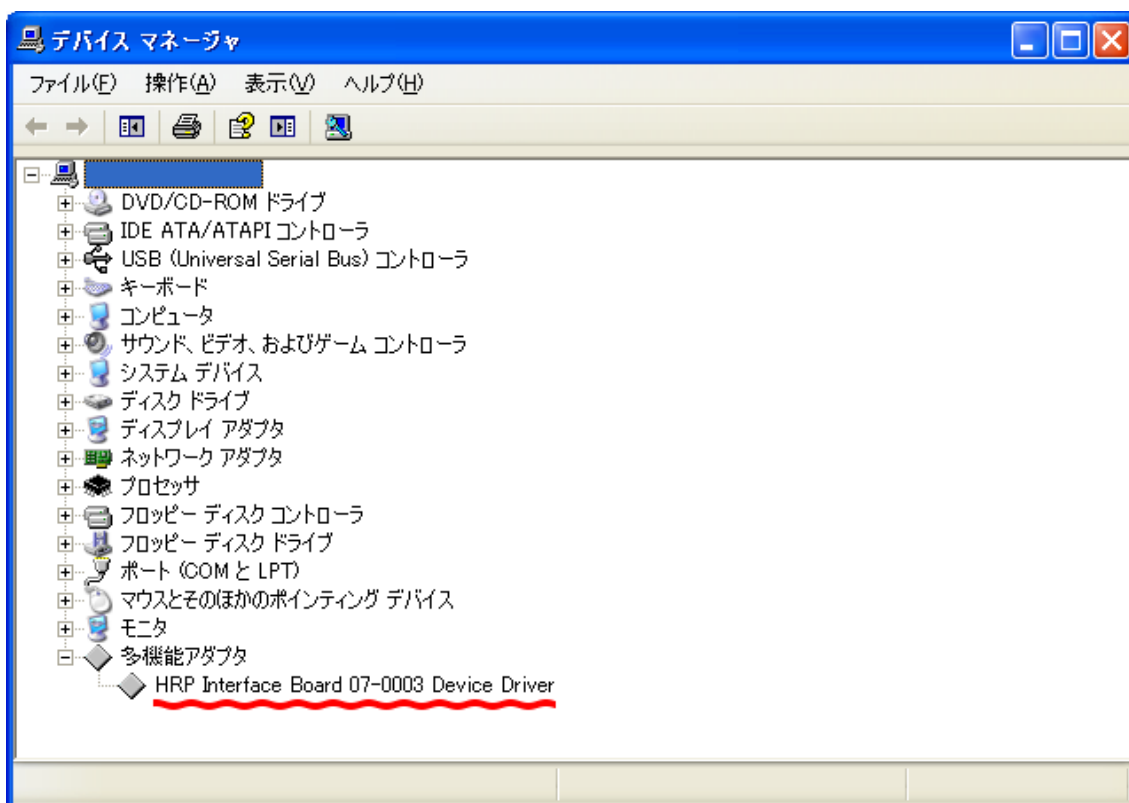 デバイス マネージャ
ファイル(F) 操作(A) 表示(V) ヘルプ(H)
DVD/CD-ROM ドライブ
IDE ATA/ATAPI コントローラ
USB (Universal Serial Bus) コントローラ
キーボード
コンピュータ
サウンド、ビデオ、およびゲーム コントローラ
システム デバイス
ディスク ドライブ
ディスプレイ アダプタ
ネットワーク アダプタ
プロセッサ
フロッピー ディスク コントローラ
フロッピー ディスク ドライブ
ポート (COM と LPT)
マウスとそのほかのポインティング デバイス
モニタ
多機能アダプタ
HRP Interface Board 07-0003 Device Driver